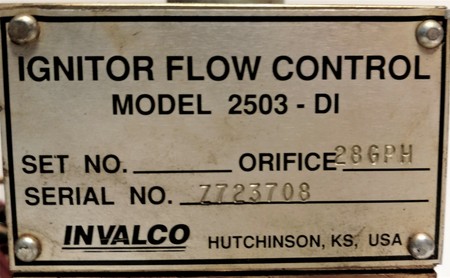 IGNITOR FLOW CONTROL
MODEL 2503 - DI
SET NO. ORIFICE 28GPH
SERIAL NO. 7723708
INVALCO HUTCHINSON, KS, USA